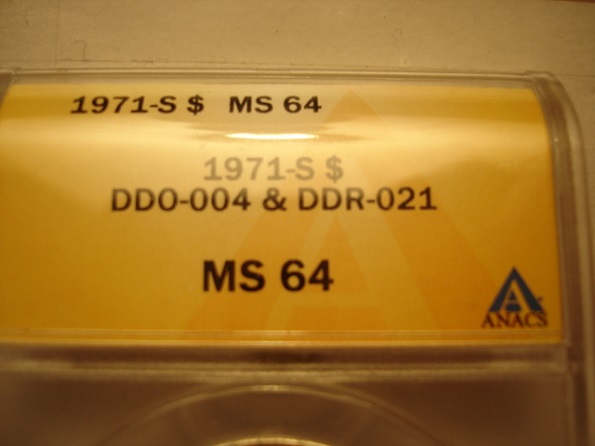 1971-S $ MS 64
1971-S $
DDO-004 & DDR-021
MS 64
ANACS